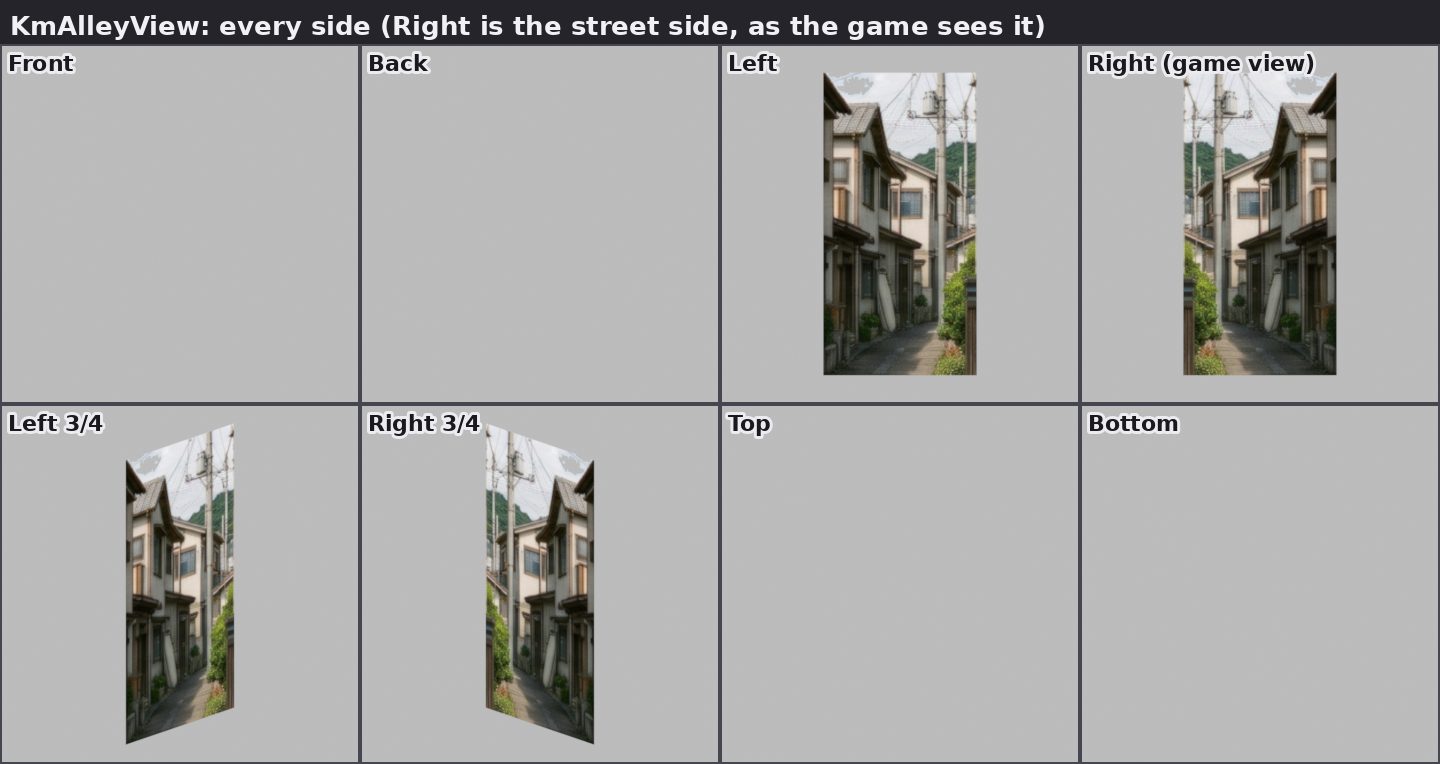 KmAlleyView: every side (Right is the street side, as the game sees it)
Front
Back
Left
Right (game view)
Left 3/4
Right 3/4
Top
Bottom